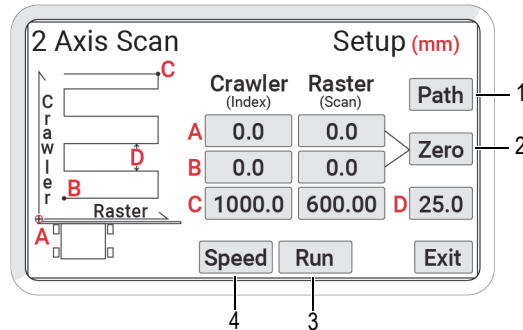 2 Axis Scan
Setup (mm)
C
Crawler
D
B
Raster
A
Crawler
(Index)
Raster
(Scan)
A 0.0 0.0
B 0.0 0.0
C 1000.0 600.00 D 25.0
Path
Zero
Speed Run Exit
1
2
4
3